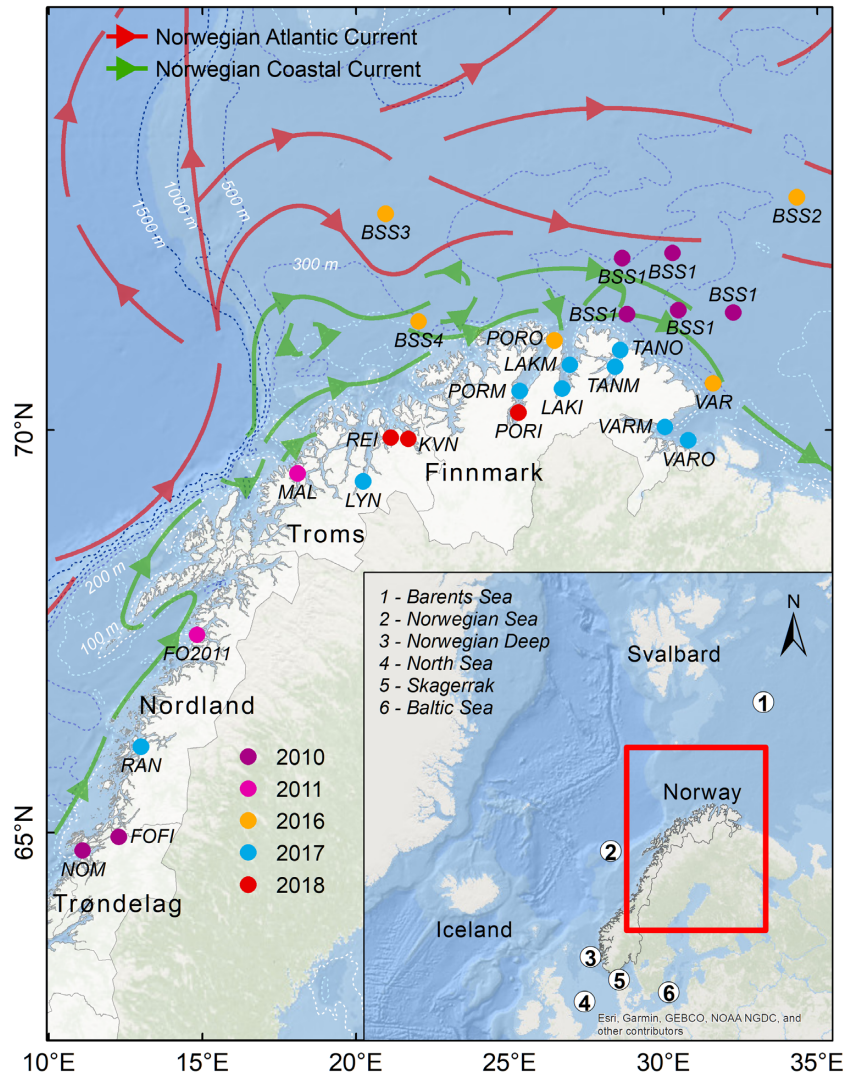 Norwegian Atlantic Current
Norwegian Coastal Current
1500 m
1000 m
500 m
300 m
200 m
100 m
BSS2
BSS3
BSS1
BSS1
BSS1
BSS1
BSS1
BSS4
PORO
TANO
LAKM
TANM
PORM
LAKI
VAR
PORI
VARM
VARO
REI
KVN
Finnmark
MAL
LYN
Troms
FO2011
Nordland
RAN
FOFI
NOM
Trøndelag
2010
2011
2016
2017
2018
1 - Barents Sea
2 - Norwegian Sea
3 - Norwegian Deep
4 - North Sea
5 - Skagerrak
6 - Baltic Sea
N
Svalbard
1
Norway
2
Iceland
3
5
6
4
Esri, Garmin, GEBCO, NOAA NGDC, and
other contributors
70°N
65°N
10°E
15°E
20°E
25°E
30°E
35°E